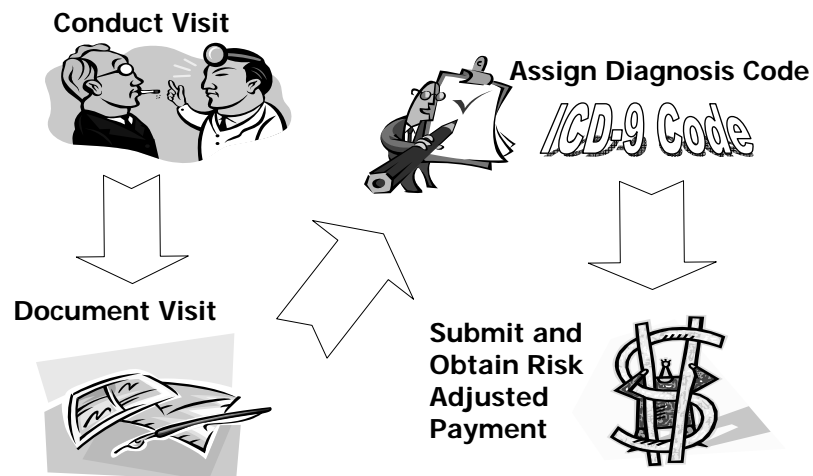 Conduct Visit
Document Visit
Assign Diagnosis Code
ICD-9 Code
Submit and
Obtain Risk
Adjusted
Payment